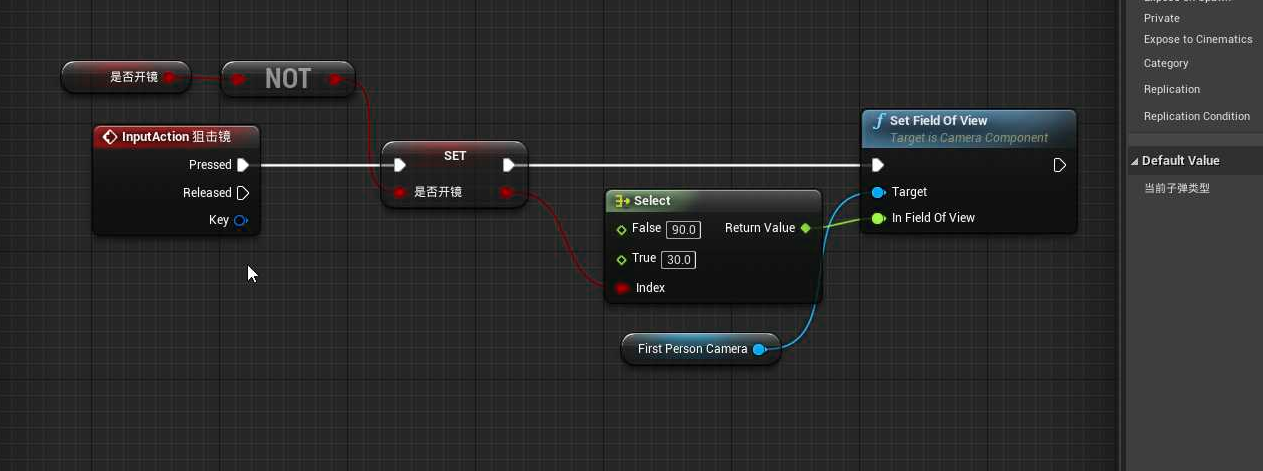 Private
Expose to Cinematics
Category
Replication
Replication Condition
Default Value
当前子弹类型
是否开镜
NOT
InputAction 狙击镜
Pressed
Released
Key
SET
是否开镜
Select
False 90.0 Return Value
True 30.0
Index
First Person Camera
Set Field Of View
Target is Camera Component
Target
In Field Of View